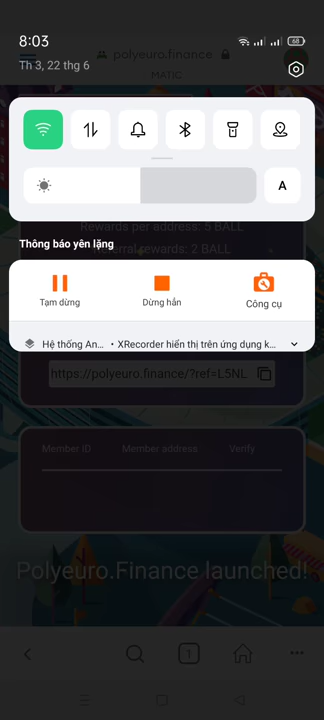 8:03
68
polyeuro.finance
Th 3, 22 thg 6
MATIC
A
Rewards per address: 5 BALL
Thông báo yên lặng
Referral rewards: 2 BALL
Tạm dừng
Dừng hẳn
Công cụ
Hệ thống An... • XRecorder hiển thị trên ứng dụng k...
https://polyeuro.finance/?ref=L5NL
Member ID Member address Verify
Polyeuro.Finance launched!
1